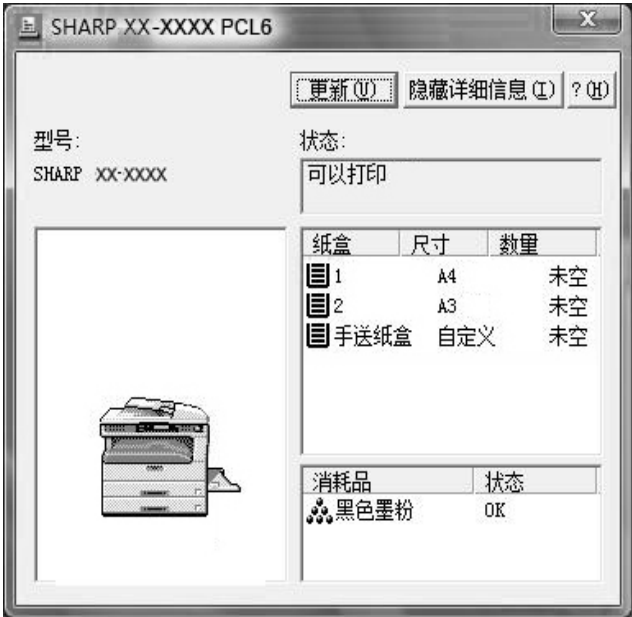 SHARP XX-XXXX PCL6
X
更新(U) 隐藏详细信息(I) ?(H)
型号:
SHARP XX-XXXX
状态:
可以打印
纸盒 尺寸 数量
1 A4 未空
2 A3 未空
手送纸盒 自定义 未空
消耗品 状态
黑色墨粉 OK